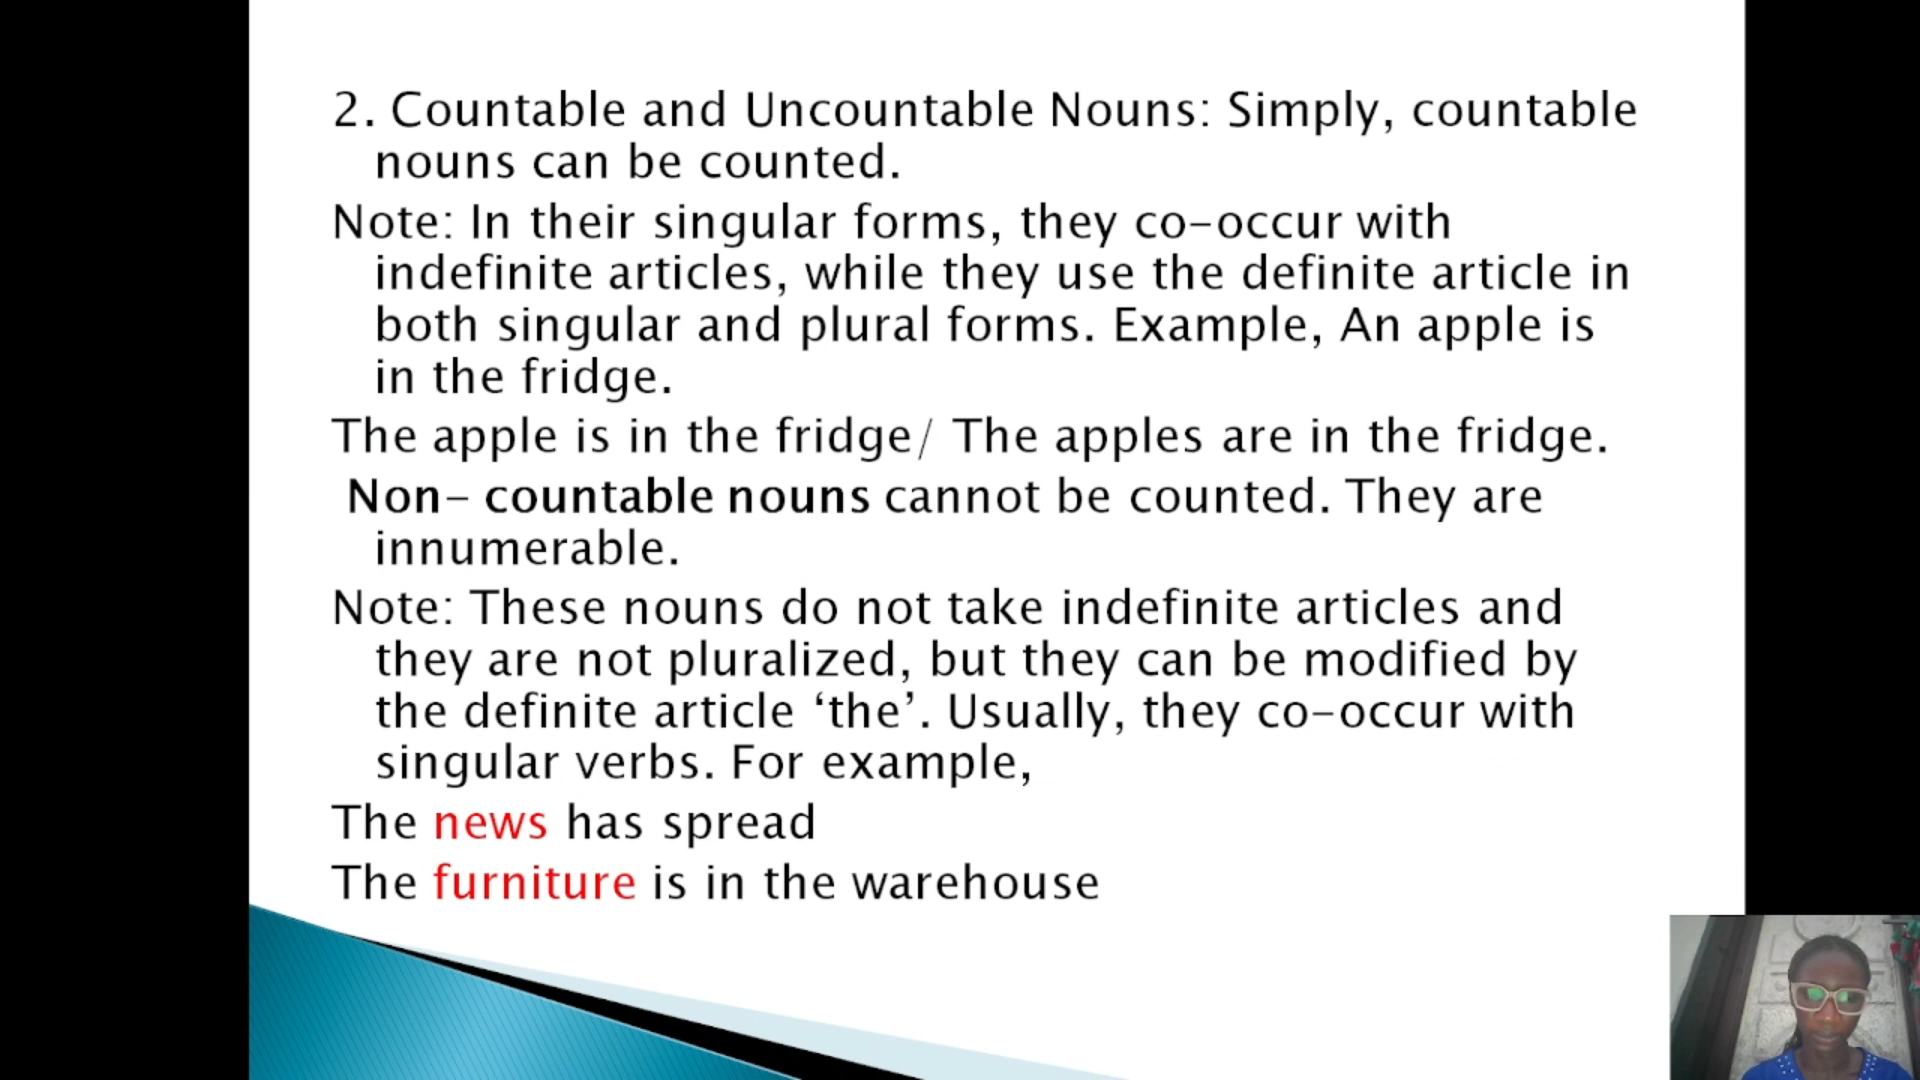 2. Countable and Uncountable Nouns: Simply, countable
nouns can be counted.
Note: In their singular forms, they co-occur with
indefinite articles, while they use the definite article in
both singular and plural forms. Example, An apple is
in the fridge.
The apple is in the fridge/ The apples are in the fridge.
Non- countable nouns cannot be counted. They are
innumerable.
Note: These nouns do not take indefinite articles and
they are not pluralized, but they can be modified by
the definite article ‘the’. Usually, they co-occur with
singular verbs. For example,
The news has spread
The furniture is in the warehouse